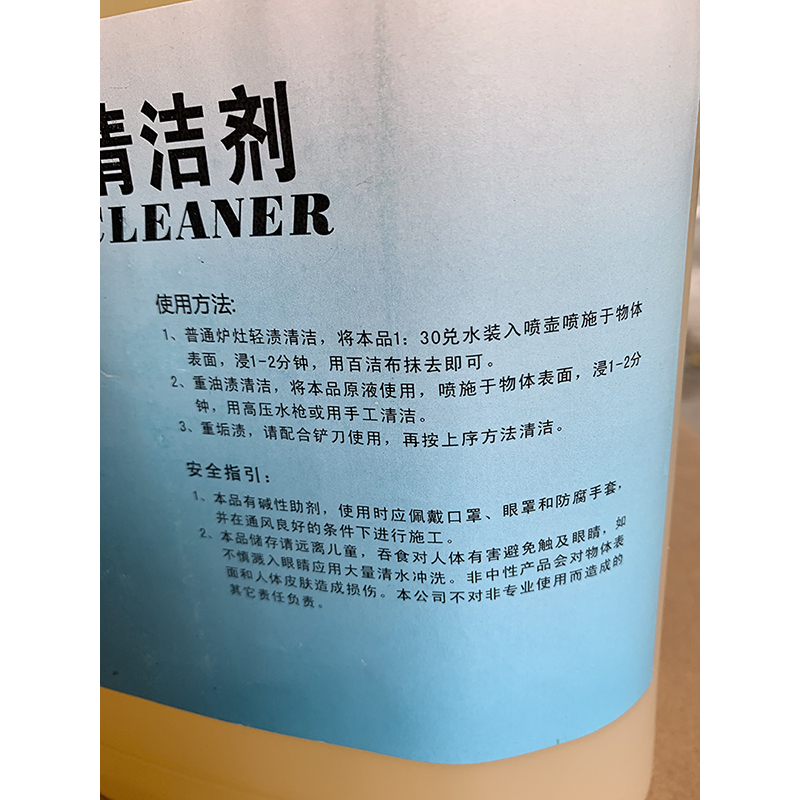 清洁剂
CLEANER
使用方法:
1、普通炉灶轻渍清洁，将本品1：30兑水装入喷壶喷施于物体
表面，浸1-2分钟，用百洁布抹去即可。
2、重油渍清洁，将本品原液使用，喷施于物体表面，浸1-2分
钟，用高压水枪或用手工清洁。
3、重垢渍，请配合铲刀使用，再按上序方法清洁。
安全指引：
1、本品有碱性助剂，使用时应佩戴口罩、眼罩和防腐手套，
并在通风良好的条件下进行施工。
2、本品储存请远离儿童，吞食对人体有害避免触及眼睛，如
不慎溅入眼睛应用大量清水冲洗。非中性产品会对物体表
面和人体皮肤造成损伤。本公司不对非专业使用而造成的
其它责任负责。